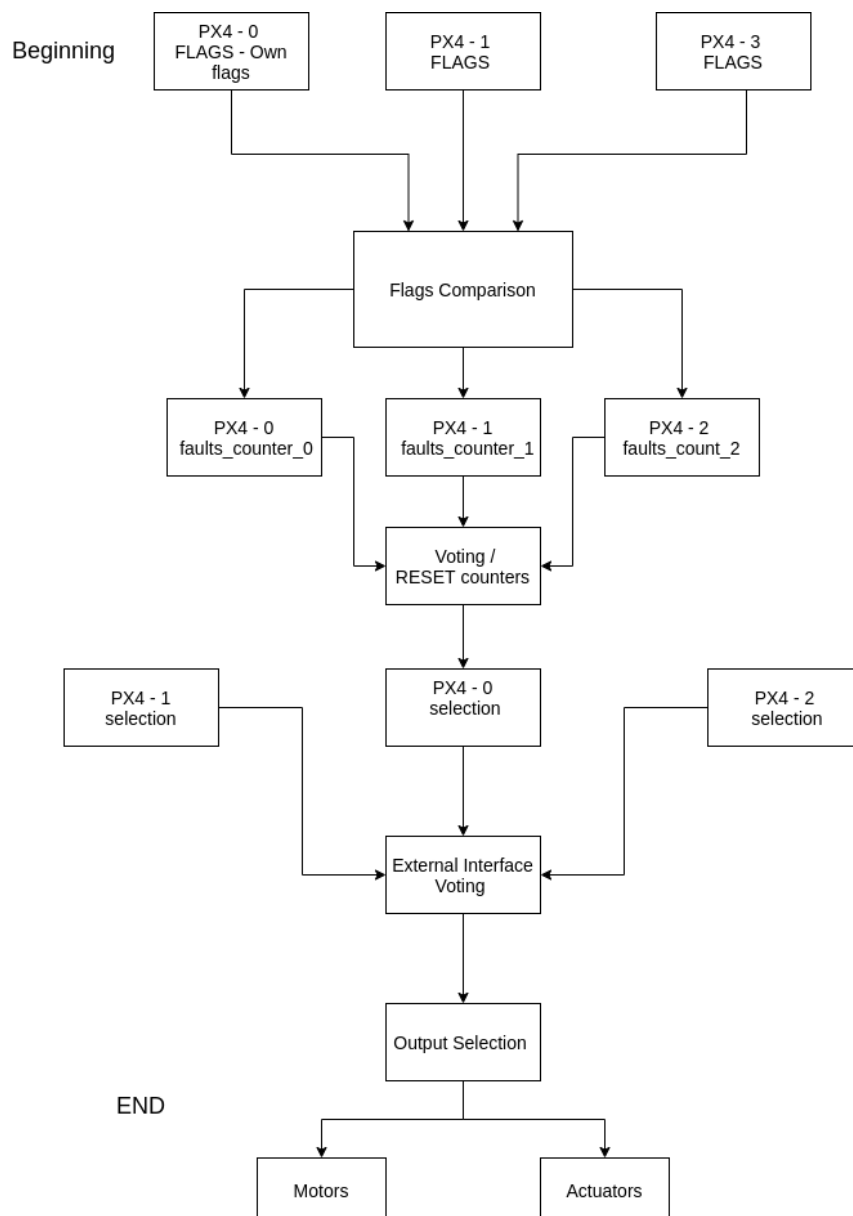 Beginning
PX4 - 0
FLAGS - Own
flags
PX4 - 1
FLAGS
PX4 - 3
FLAGS
Flags Comparison
PX4 - 0
faults_counter_0
PX4 - 1
faults_counter_1
PX4 - 2
faults_count_2
Voting /
RESET counters
PX4 - 1
selection
PX4 - 0
selection
PX4 - 2
selection
External Interface
Voting
Output Selection
END
Motors
Actuators